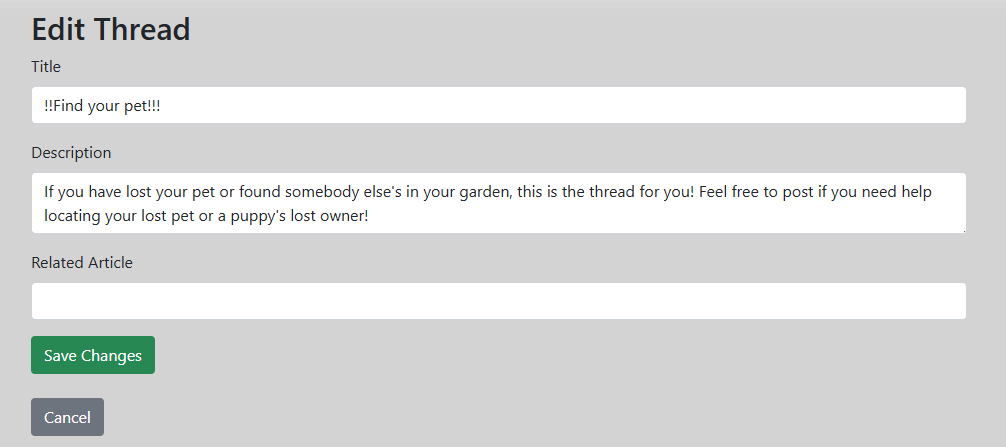 Edit Thread
Title
!!Find your pet!!!
Description
If you have lost your pet or found somebody else's in your garden, this is the thread for you! Feel free to post if you need help
locating your lost pet or a puppy's lost owner!
Related Article
Save Changes
Cancel